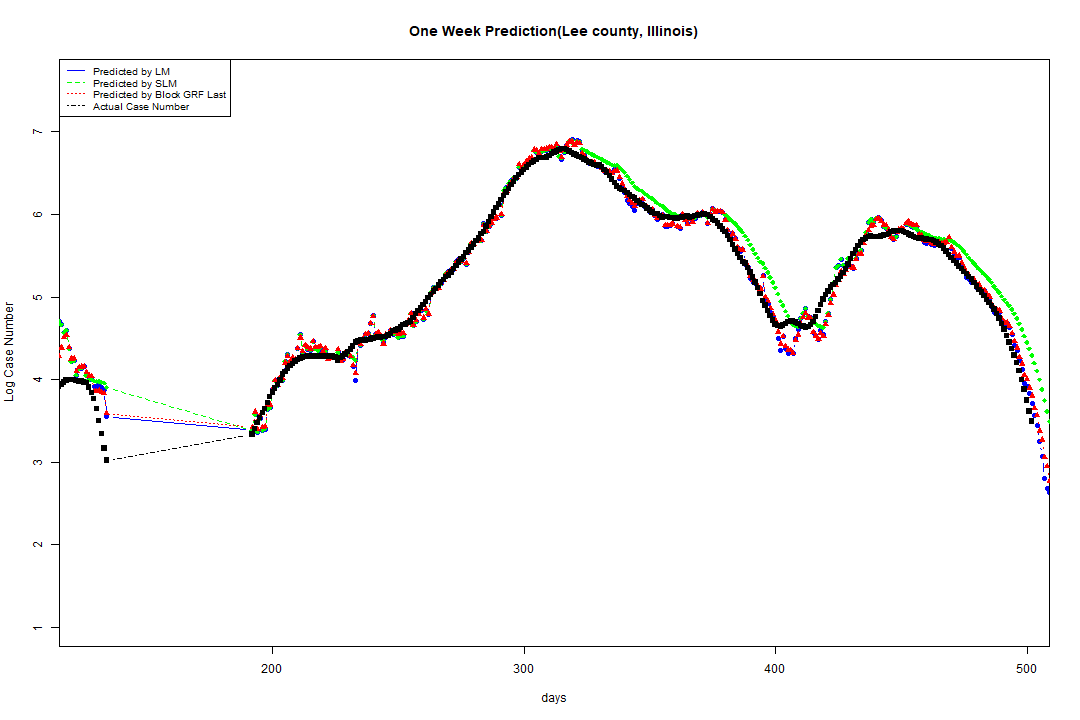 One Week Prediction(Lee county, Illinois)
Predicted by LM
Predicted by SLM
Predicted by Block GRF Last
Actual Case Number
7
6
5
4
3
2
1
Log Case Number
200
300
400
500
days